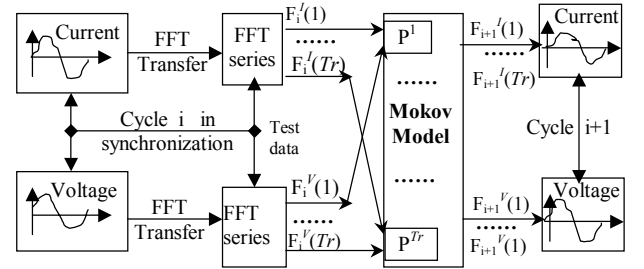 Current
FFT
Transfer
FFT
series
F_i^I(1)
......
F_i^I(Tr)
P^1
......
Mokov
Model
......
P^Tr
F_{i+1}^I(1)
......
F_{i+1}^I(Tr)
Current
Cycle i in
synchronization
Test
data
Cycle i+1
Voltage
FFT
Transfer
FFT
series
F_i^V(1)
......
F_i^V(Tr)
F_{i+1}^V(1)
......
F_{i+1}^V(1)
Voltage